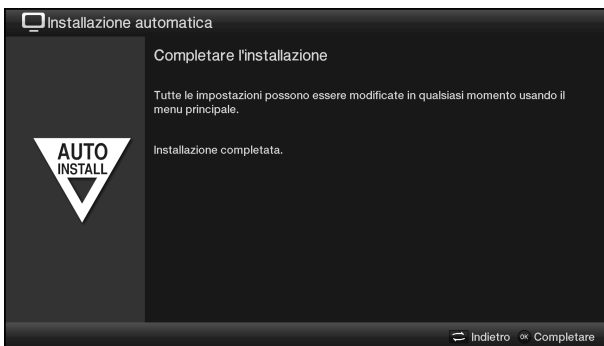 Installazione automatica
Completare l'installazione
Tutte le impostazioni possono essere modificate in qualsiasi momento usando il
menu principale.
AUTO
INSTALL
Installazione completata.
Indietro OK Completare